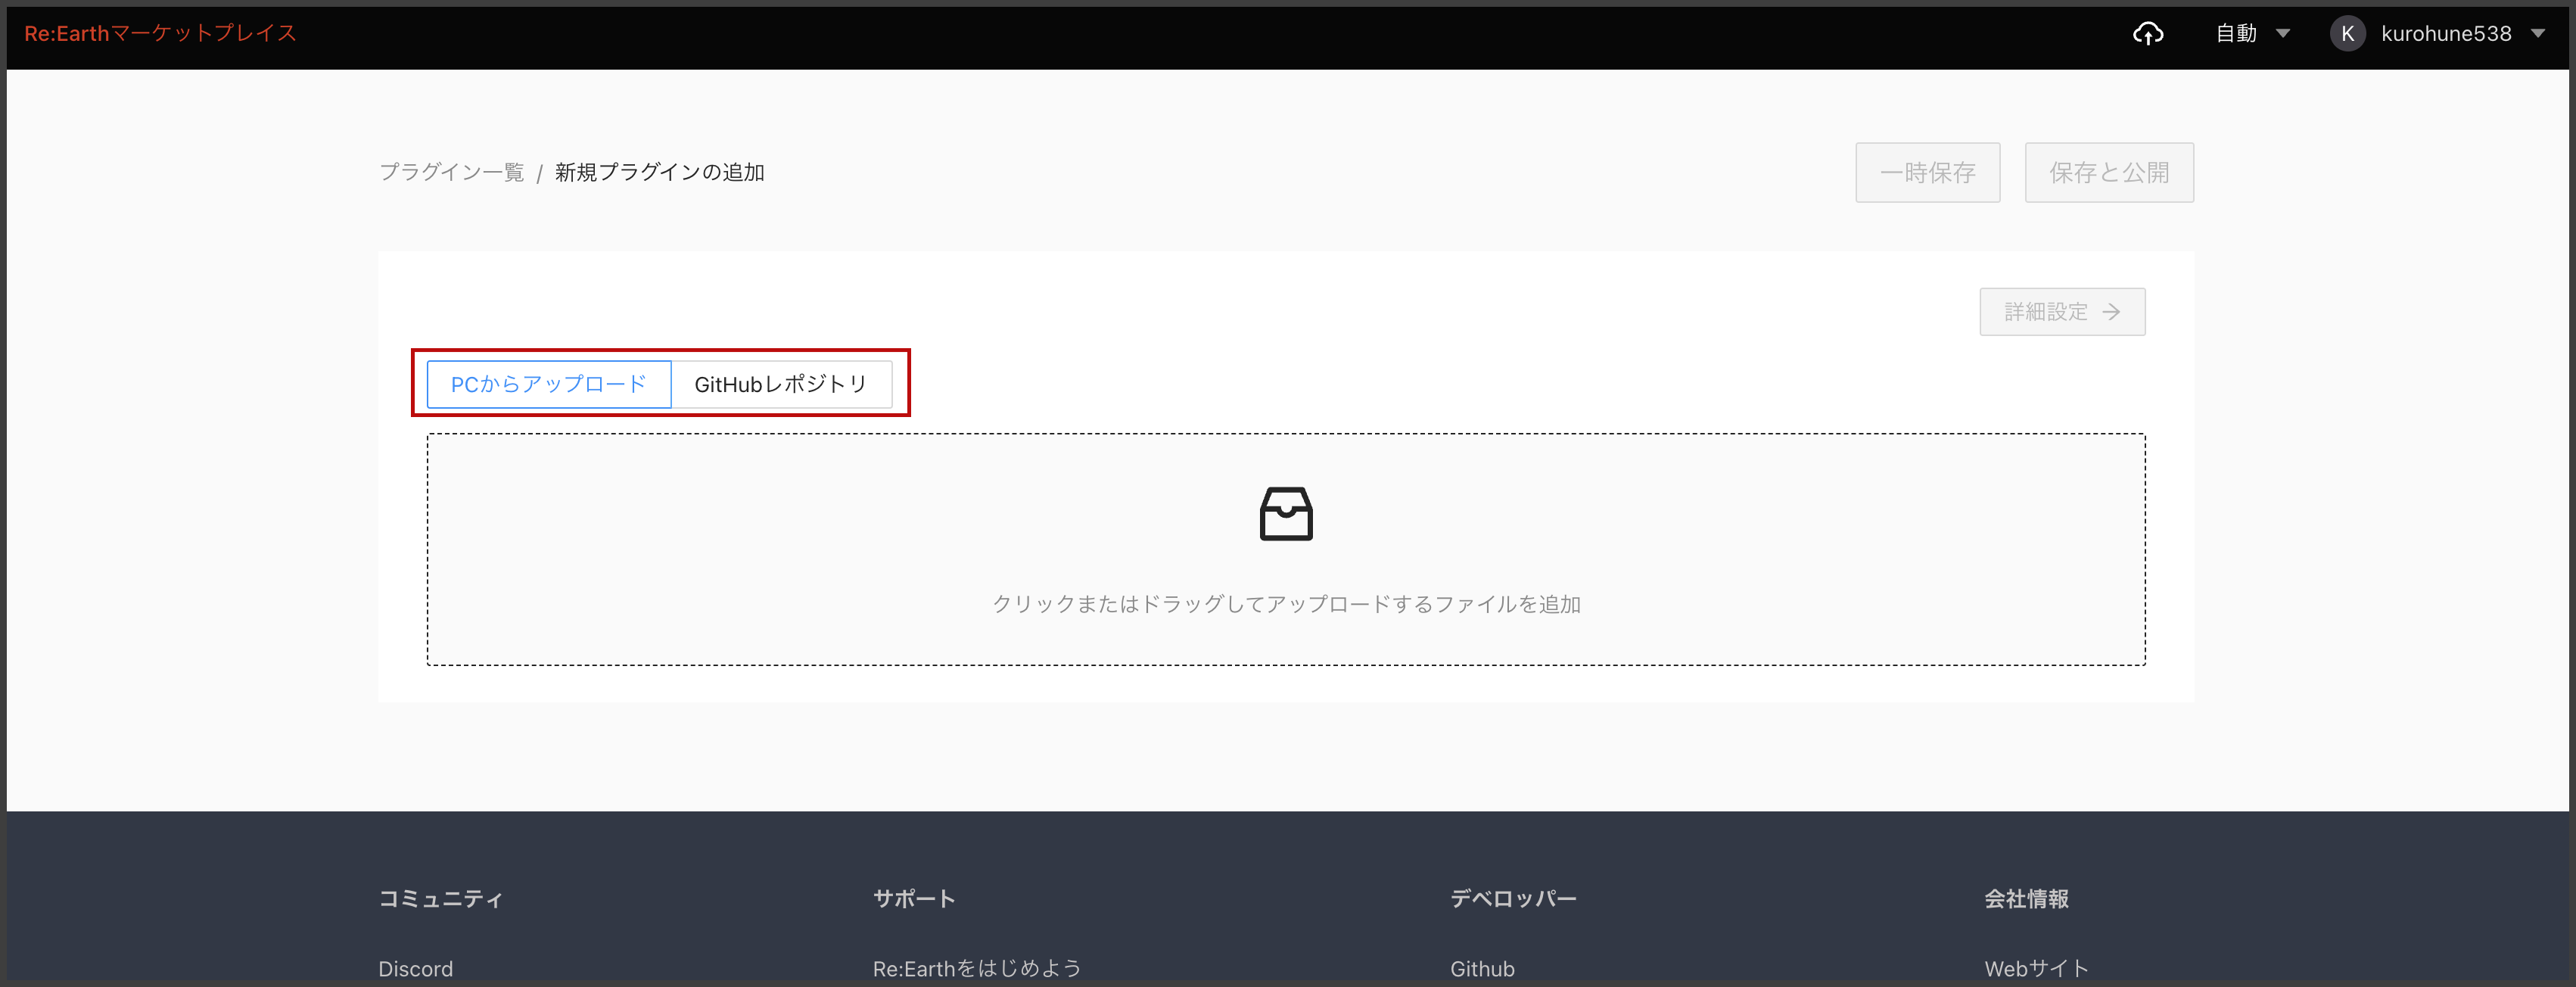 Re:Earthマーケットプレイス
自動
K kurohune538
プラグイン一覧 / 新規プラグインの追加
一時保存
保存と公開
詳細設定 →
PCからアップロード
GitHubレポジトリ
クリックまたはドラッグしてアップロードするファイルを追加
コミュニティ
サポート
デベロッパー
会社情報
Discord
Re:Earthをはじめよう
Github
Webサイト